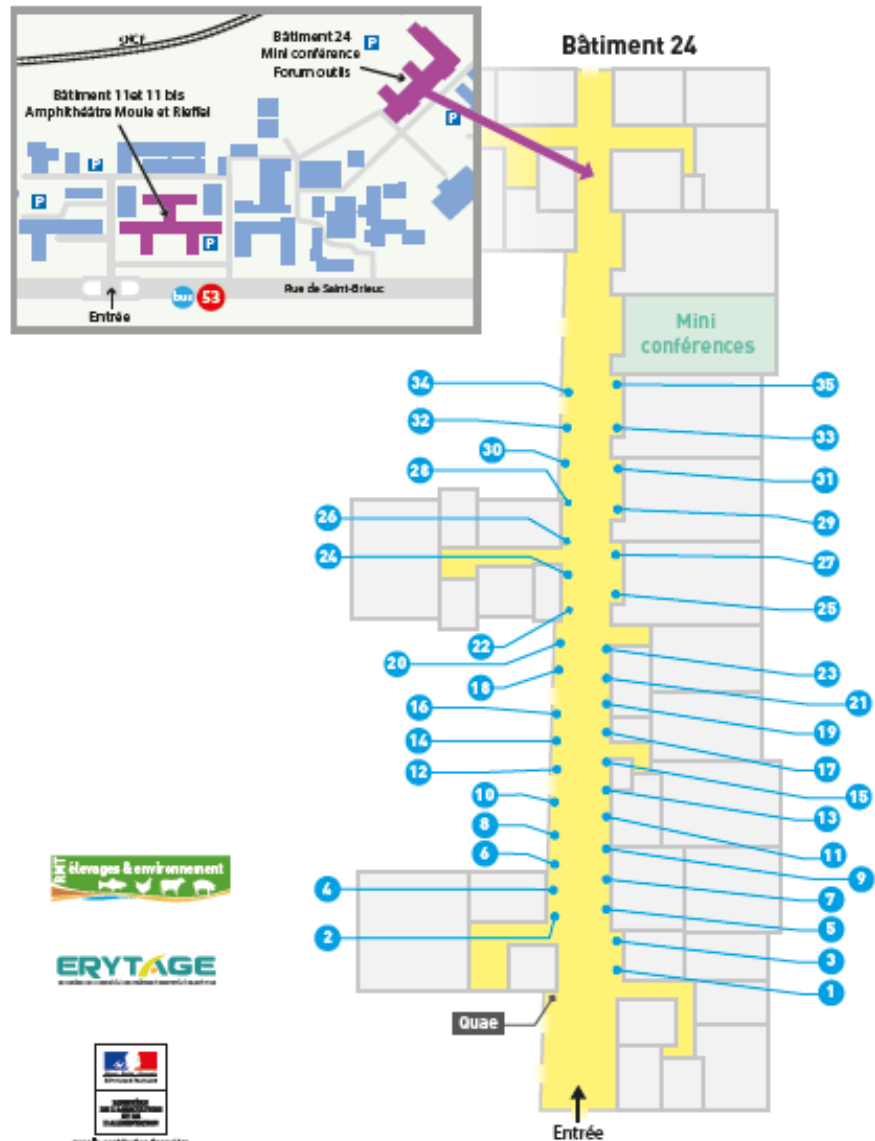 SNCF
Bâtiment 24
Mini conférence
Forum outils
P
Bâtiment 11 et 11 bis
Amphithéâtre Moule et Rieffel
P
P
P
P
bus 53
Rue de Saint-Brieuc
Entrée
Bâtiment 24
Mini
conférences
34
35
32
33
30
31
28
29
26
27
24
25
22
20
23
18
21
16
19
14
17
12
15
10
13
8
11
6
9
4
7
5
2
3
1
Quae
Entrée
RMT élevages & environnement
ERYTAGE